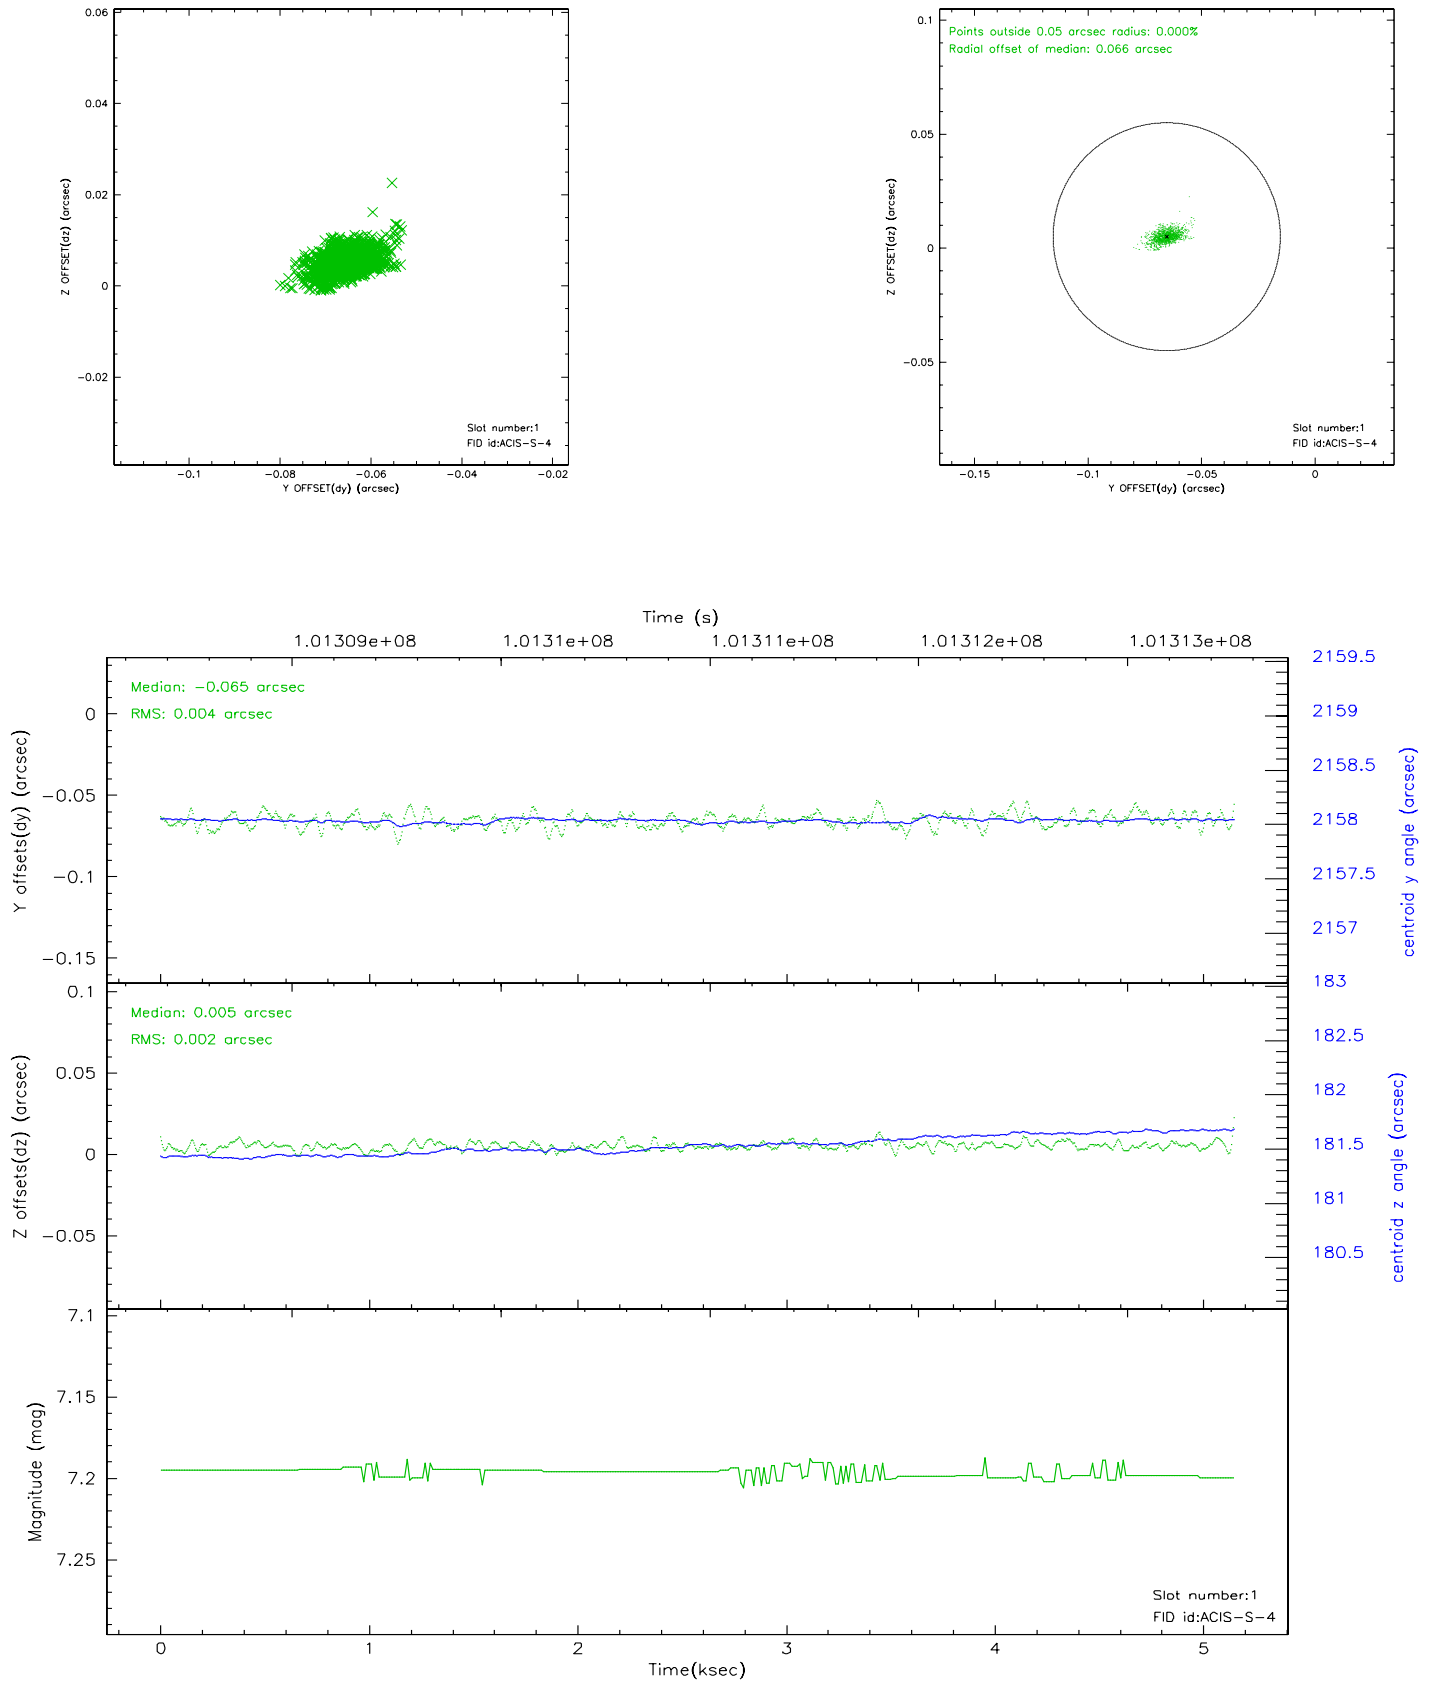 0.06
0.04
0.02
0
−0.02
Z OFFSET(dz) (arcsec)
Slot number:1
FID id:ACIS−S−4
−0.1 −0.08 −0.06 −0.04 −0.02
Y OFFSET(dy) (arcsec)
0.1
0.05
0
−0.05
Z OFFSET(dz) (arcsec)
Points outside 0.05 arcsec radius: 0.000%
Radial offset of median: 0.066 arcsec
Slot number:1
FID id:ACIS−S−4
−0.15 −0.1 −0.05 0
Y OFFSET(dy) (arcsec)
Time (s)
1.01309e+08 1.0131e+08 1.01311e+08 1.01312e+08 1.01313e+08
Median: −0.065 arcsec
RMS: 0.004 arcsec
0
−0.05
−0.1
−0.15
Y offsets(dy) (arcsec)
2159.5
2159
2158.5
2158
2157.5
2157
centroid y angle (arcsec)
Median: 0.005 arcsec
RMS: 0.002 arcsec
0.1
0.05
0
−0.05
Z offsets(dz) (arcsec)
183
182.5
182
181.5
181
180.5
centroid z angle (arcsec)
7.1
7.15
7.2
7.25
Magnitude (mag)
Slot number:1
FID id:ACIS−S−4
0 1 2 3 4 5
Time(ksec)